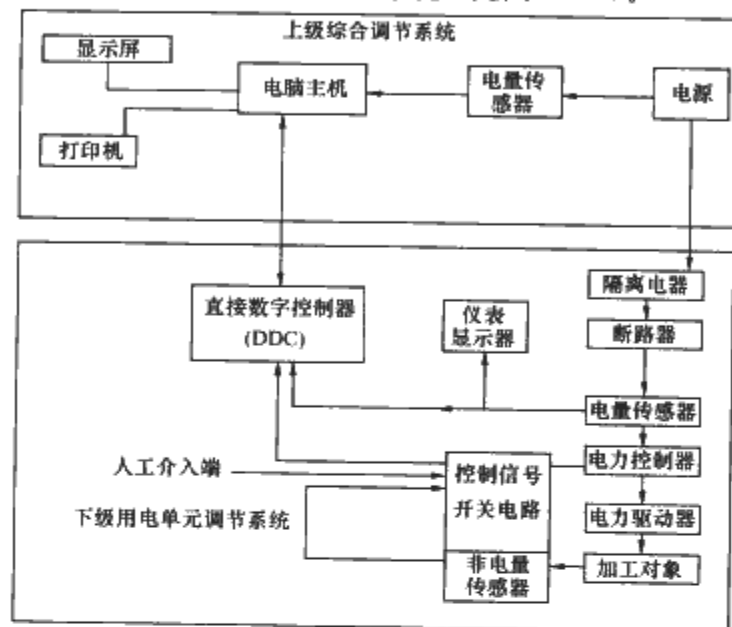 上级综合调节系统
显示屏
电脑主机
电量传
感器
电源
打印机
直接数字控制器
(DDC)
仪表
显示器
隔离电器
断路器
电量传感器
人工介入端
控制信号
开关电路
电力控制器
下级用电单元调节系统
电力驱动器
非电量
传感器
加工对象